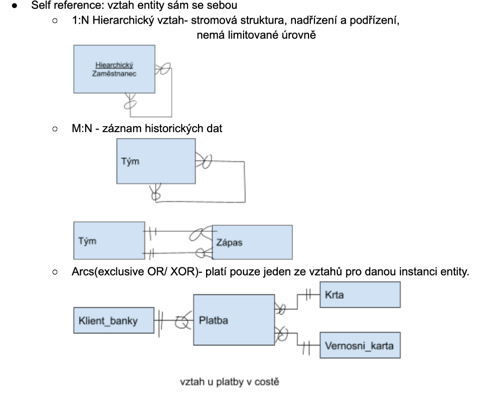 Self reference: vztah entity sám se sebou
1:N Hierarchický vztah- stromová struktura, nadřízení a podřízení,
nemá limitované úrovně
Hiearchický
Zaměstnanec
M:N - záznam historických dat
Tým
Tým
Zápas
Arcs(exclusive OR/ XOR)- platí pouze jeden ze vztahů pro danou instanci entity.
Krta
Klient_banky
Platba
Vernosni_karta
vztah u platby v costě